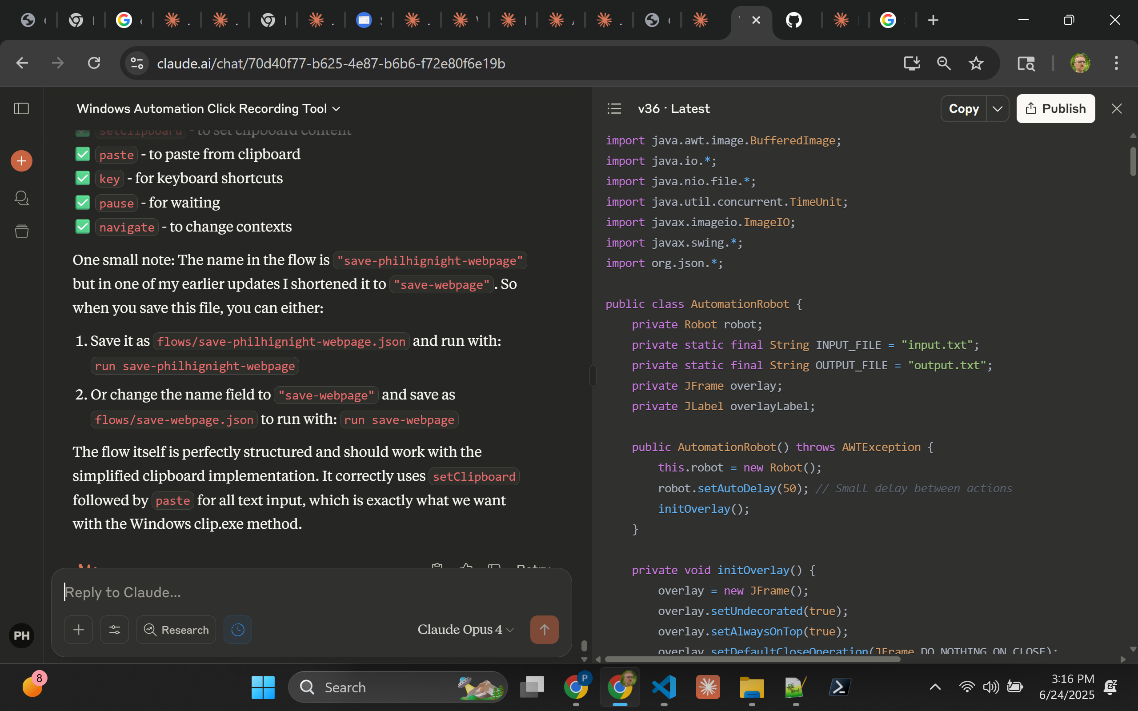 claude.ai/chat/70d40f77-b625-4e87-b6b6-f72e80f6e19b
Windows Automation Click Recording Tool
setClipboard - to set clipboard content
paste - to paste from clipboard
key - for keyboard shortcuts
pause - for waiting
navigate - to change contexts
One small note: The name in the flow is "save-philhignight-webpage"
but in one of my earlier updates I shortened it to "save-webpage". So
when you save this file, you can either:
1. Save it as flows/save-philhignight-webpage.json and run with:
run save-philhignight-webpage
2. Or change the name field to "save-webpage" and save as
flows/save-webpage.json to run with: run save-webpage
The flow itself is perfectly structured and should work with the
simplified clipboard implementation. It correctly uses setClipboard
followed by paste for all text input, which is exactly what we want
with the Windows clip.exe method.
Retry
Reply to Claude...
Research
Claude Opus 4
PH
v36 · Latest
Copy
Publish
import java.awt.image.BufferedImage;
import java.io.*;
import java.nio.file.*;
import java.util.concurrent.TimeUnit;
import javax.imageio.ImageIO;
import javax.swing.*;
import org.json.*;
public class AutomationRobot {
private Robot robot;
private static final String INPUT_FILE = "input.txt";
private static final String OUTPUT_FILE = "output.txt";
private JFrame overlay;
private JLabel overlayLabel;
public AutomationRobot() throws AWTException {
this.robot = new Robot();
robot.setAutoDelay(50); // Small delay between actions
initOverlay();
}
private void initOverlay() {
overlay = new JFrame();
overlay.setUndecorated(true);
overlay.setAlwaysOnTop(true);
overlay.setDefaultCloseOperation(JFrame.DO_NOTHING_ON_CLOSE);
8
Search
3:16 PM
6/24/2025